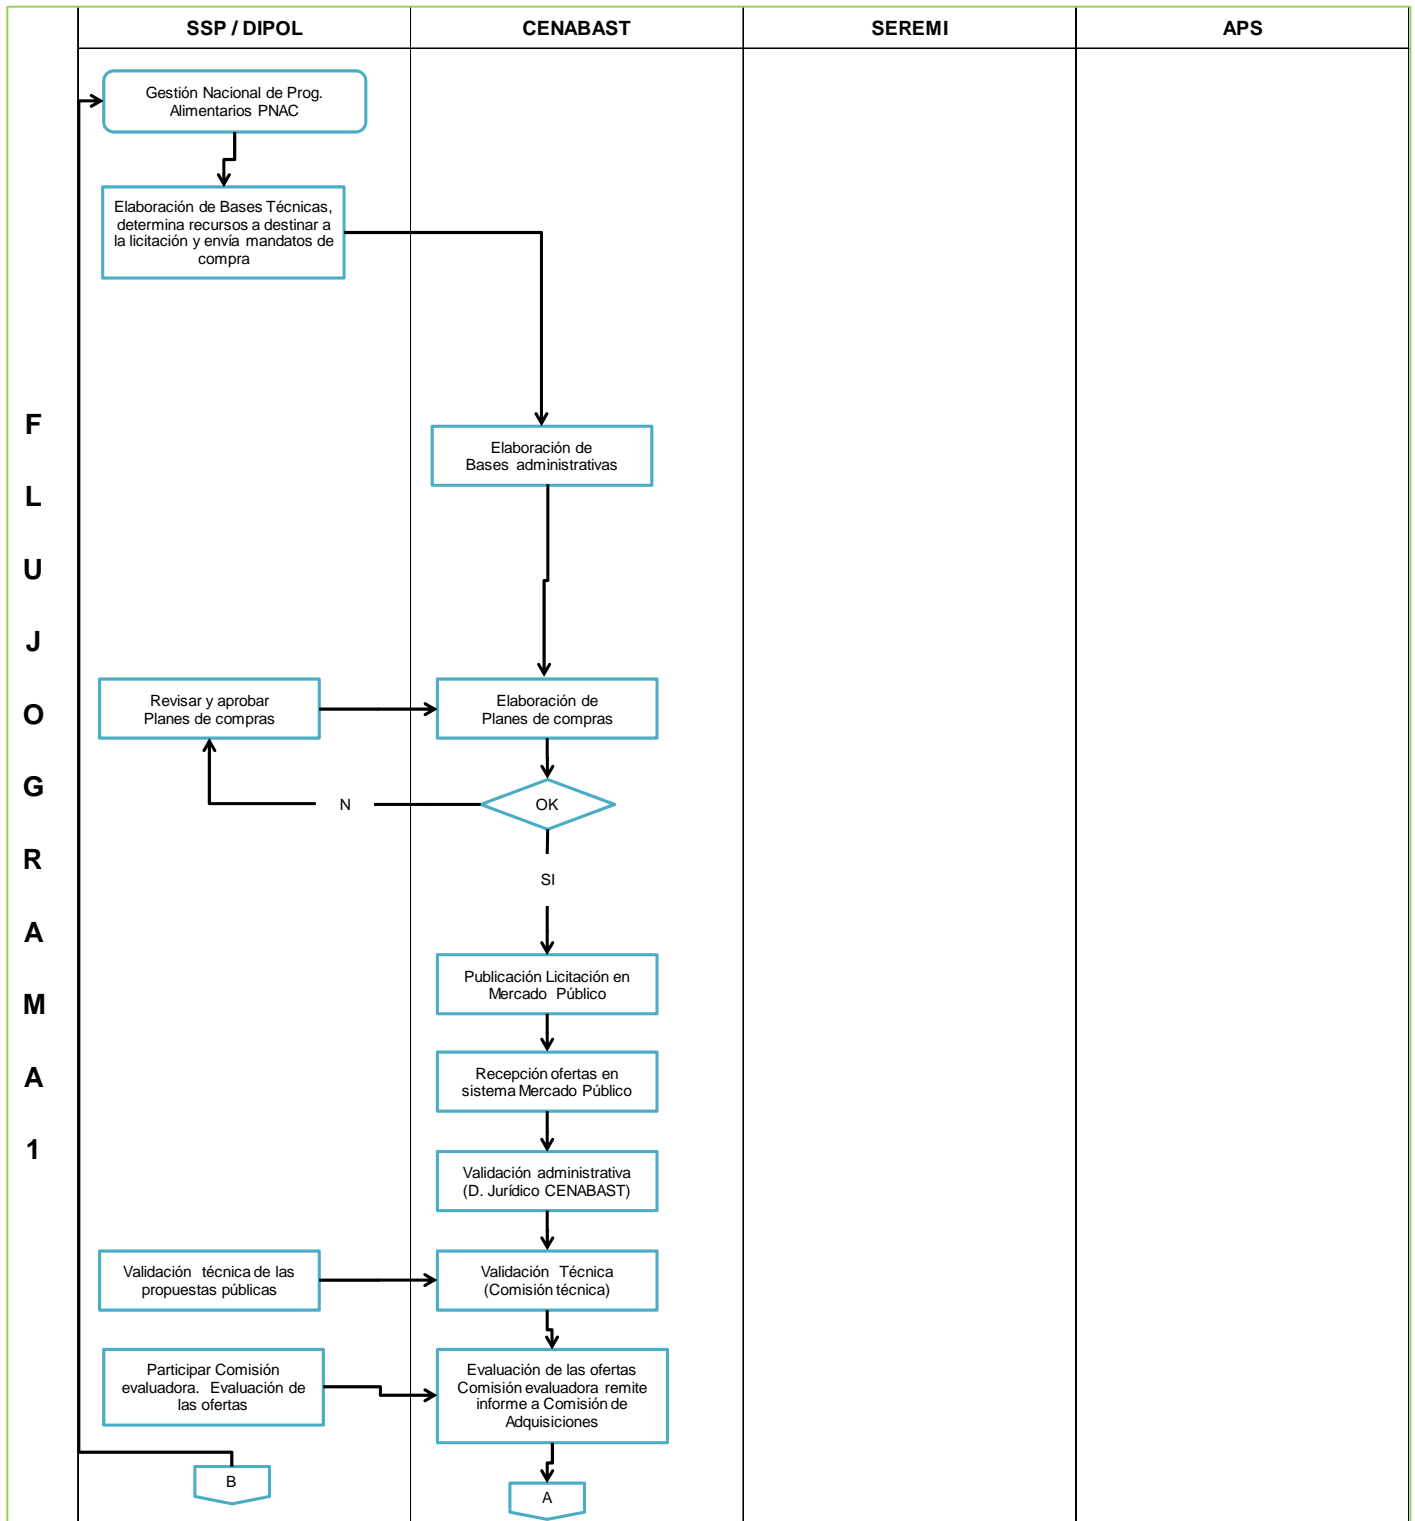 SSP / DIPOL
CENABAST
SEREMI
APS
F
L
U
J
O
G
R
A
M
A
1
Gestión Nacional de Prog.
Alimentarios PNAC
Elaboración de Bases Técnicas,
determina recursos a destinar a
la licitación y envía mandatos de
compra
Elaboración de
Bases administrativas
Revisar y aprobar
Planes de compras
Elaboración de
Planes de compras
N
OK
SI
Publicación Licitación en
Mercado Público
Recepción ofertas en
sistema Mercado Público
Validación administrativa
(D. Jurídico CENABAST)
Validación técnica de las
propuestas públicas
Validación Técnica
(Comisión técnica)
Participar Comisión
evaluadora. Evaluación de
las ofertas
Evaluación de las ofertas
Comisión evaluadora remite
informe a Comisión de
Adquisiciones
B
A